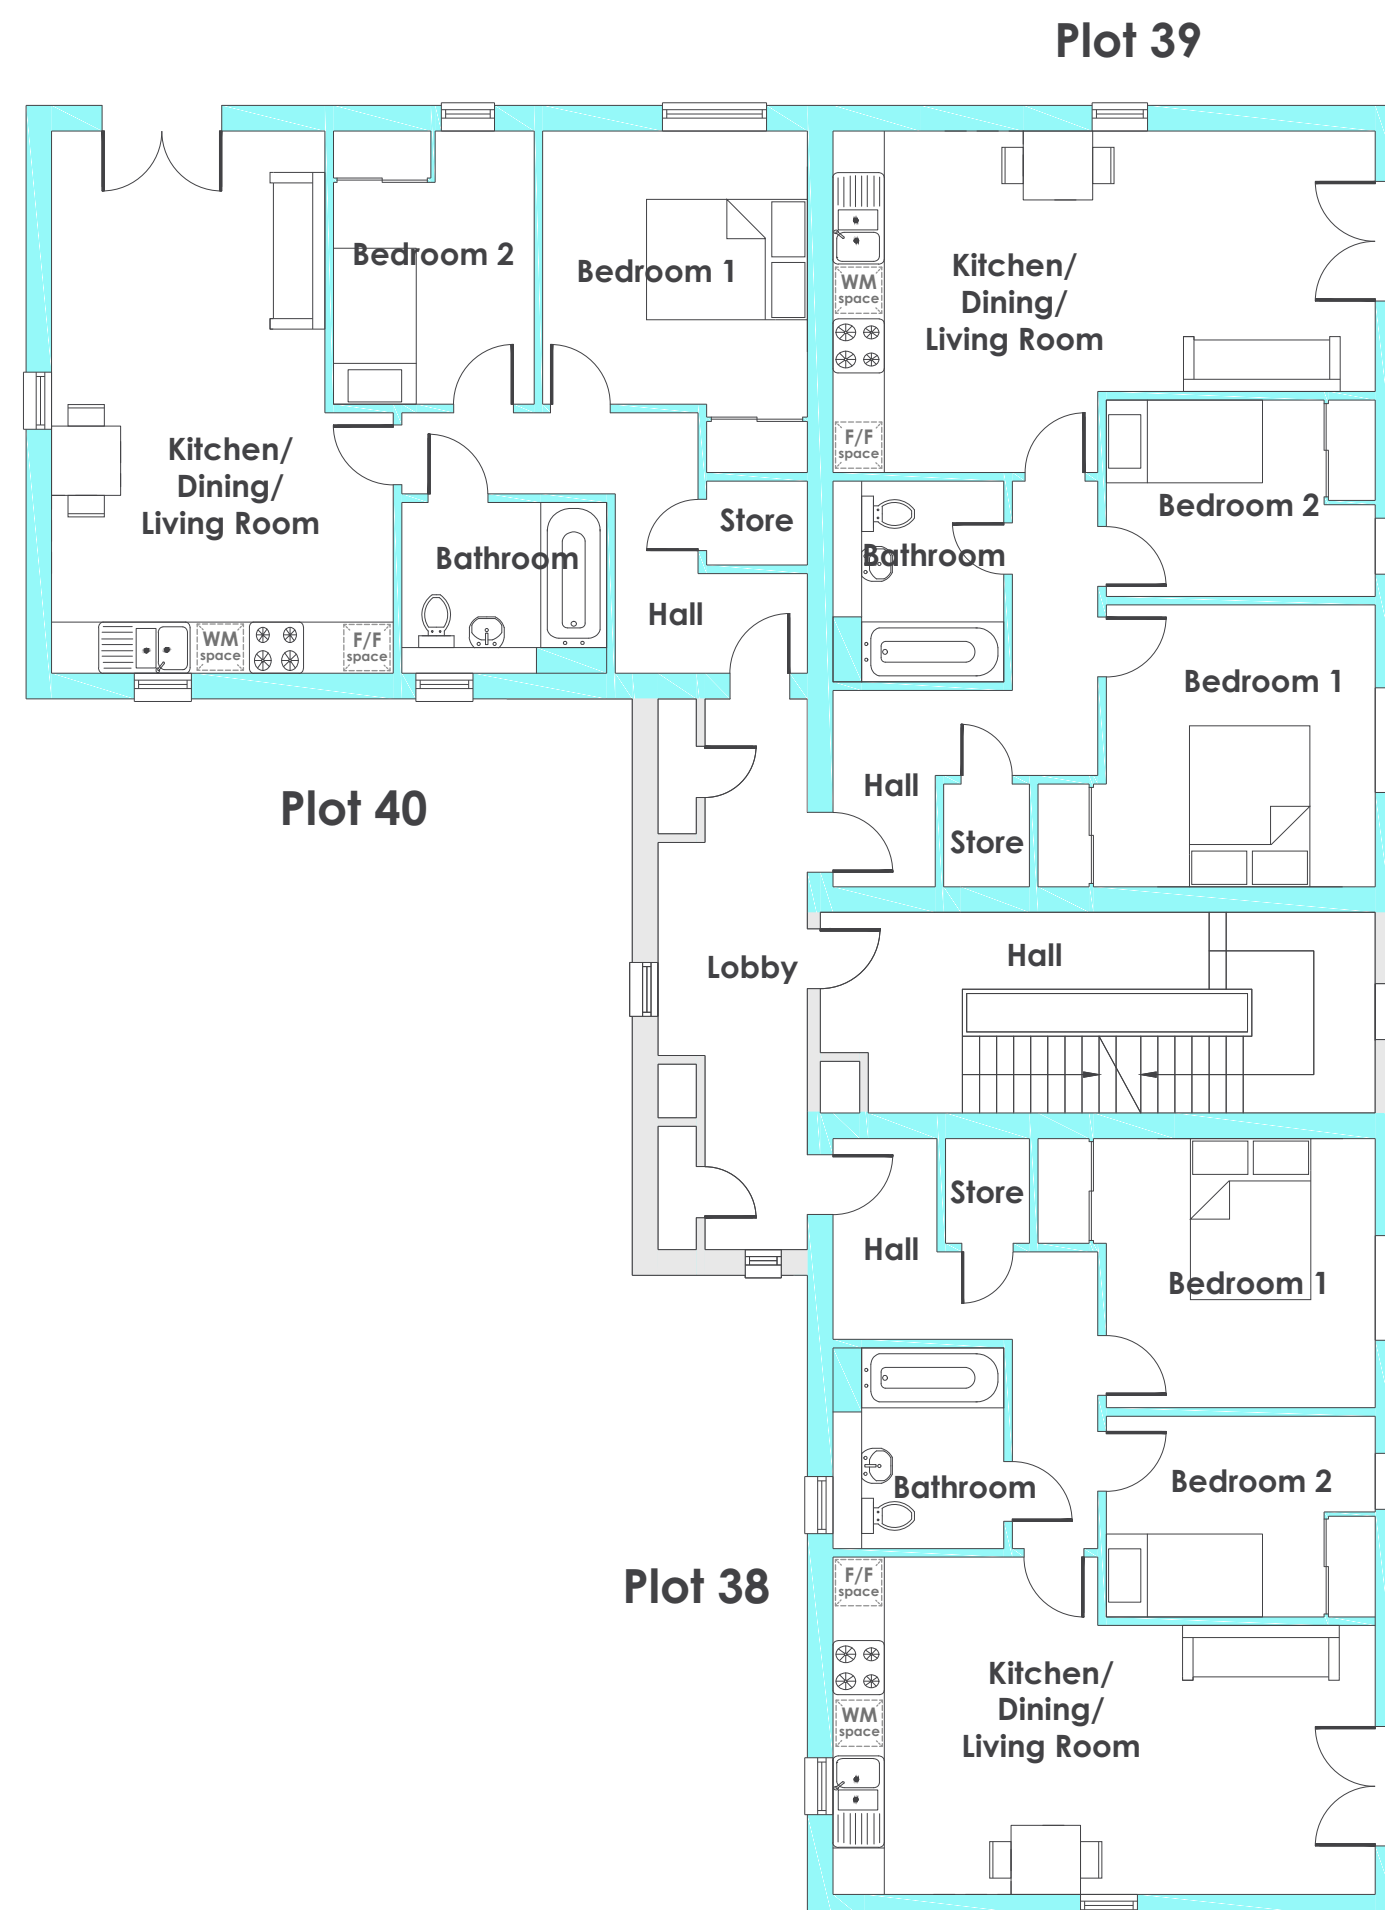 Plot 39
Bedroom 2
Bedroom 1
Kitchen/
Dining/
Living Room
WM
space
F/F
space
Kitchen/
Dining/
Living Room
Bathroom
Store
Hall
WM
space
F/F
space
Bathroom
Bedroom 2
Bedroom 1
Hall
Store
Plot 40
Lobby
Hall
Store
Hall
Bedroom 1
Bathroom
Bedroom 2
Plot 38
F/F
space
WM
space
Kitchen/
Dining/
Living Room